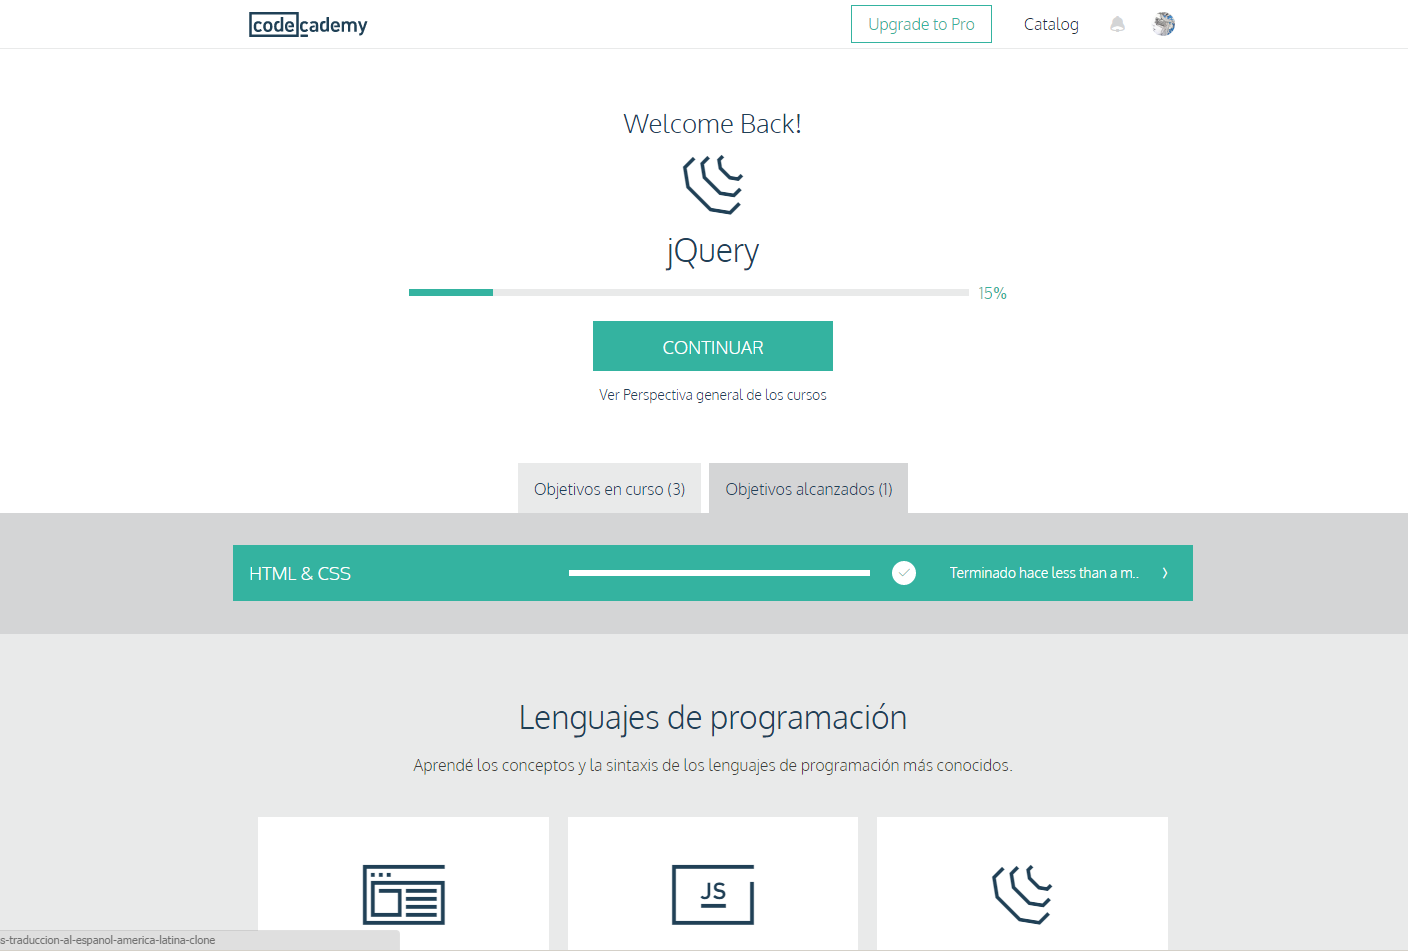 codecademy
Upgrade to Pro
Catalog
Welcome Back!
jQuery
15%
CONTINUAR
Ver Perspectiva general de los cursos
Objetivos en curso (3)
Objetivos alcanzados (1)
HTML & CSS
Terminado hace less than a m..
Lenguajes de programación
Aprendé los conceptos y la sintaxis de los lenguajes de programación más conocidos.
JS
s-traduccion-al-espanol-america-latina-clone